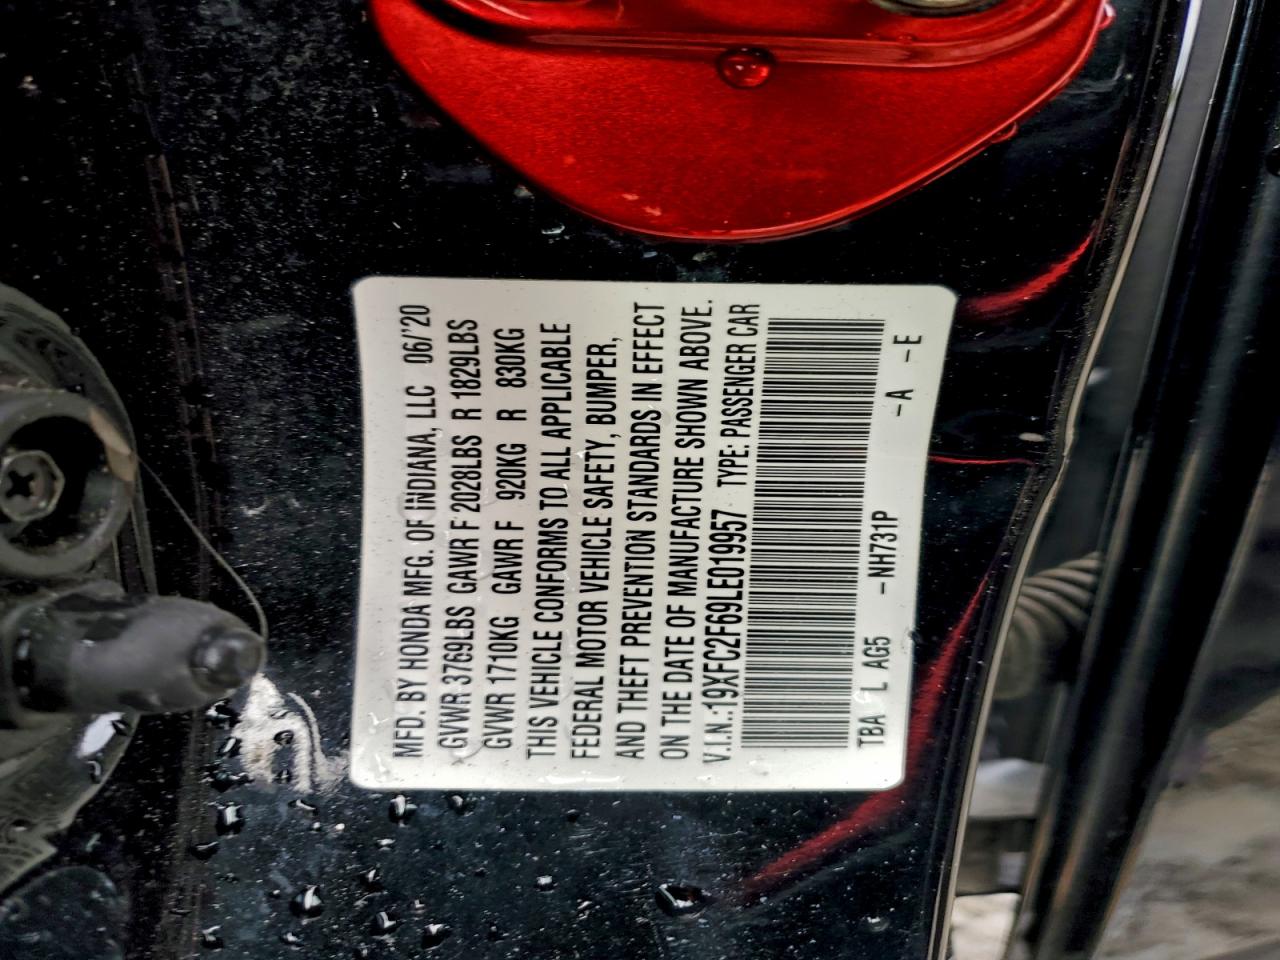 MFD. BY HONDA MFG. OF INDIANA, LLC 06/'20
GVWR 3769LBS GAWR F 2028LBS R 1829LBS
GVWR 1710KG GAWR F 920KG R 830KG
THIS VEHICLE CONFORMS TO ALL APPLICABLE
FEDERAL MOTOR VEHICLE SAFETY, BUMPER,
AND THEFT PREVENTION STANDARDS IN EFFECT
ON THE DATE OF MANUFACTURE SHOWN ABOVE.
V.I.N.:19XFC2F69LE019957 TYPE: PASSENGER CAR
TBA L AG5 -NH731P -A -E